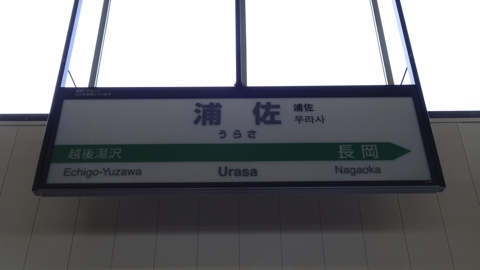 浦佐
浦佐
우라사
うらさ
越後湯沢
長岡
Echigo-Yuzawa
Urasa
Nagaoka